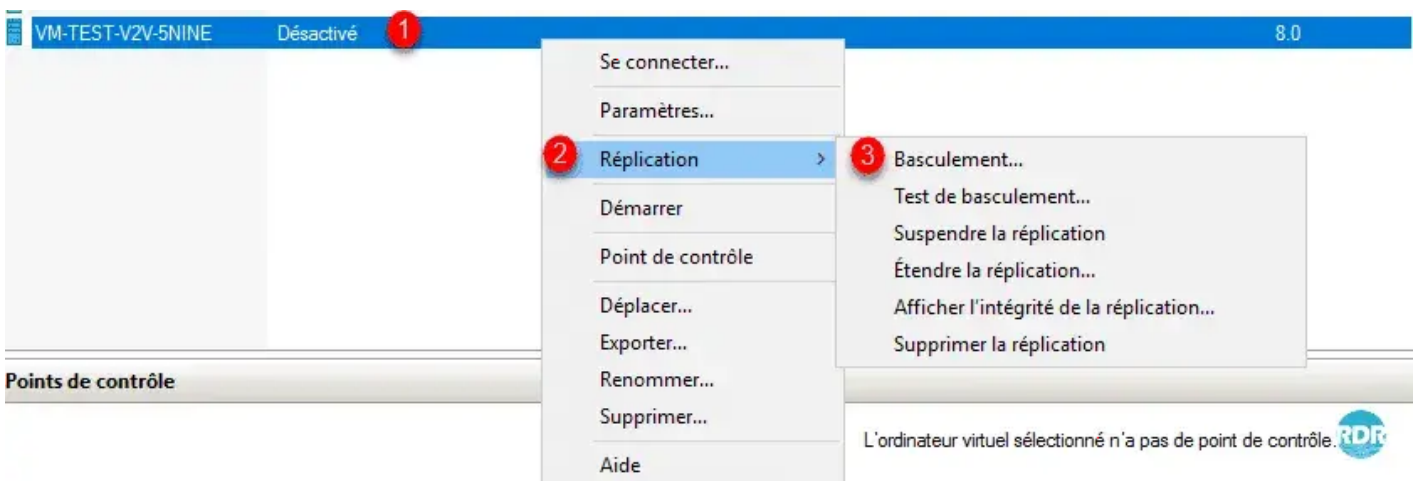 VM-TEST-V2V-5NINE Désactivé 1 8.0
Se connecter...
Paramètres...
2 Réplication > 3 Basculement...
Test de basculement...
Démarrer
Suspendre la réplication
Point de contrôle
Étendre la réplication...
Déplacer...
Afficher l'intégrité de la réplication...
Exporter...
Supprimer la réplication
Renommer...
Points de contrôle
Supprimer...
L'ordinateur virtuel sélectionné n'a pas de point de contrôle.
RDR
Aide